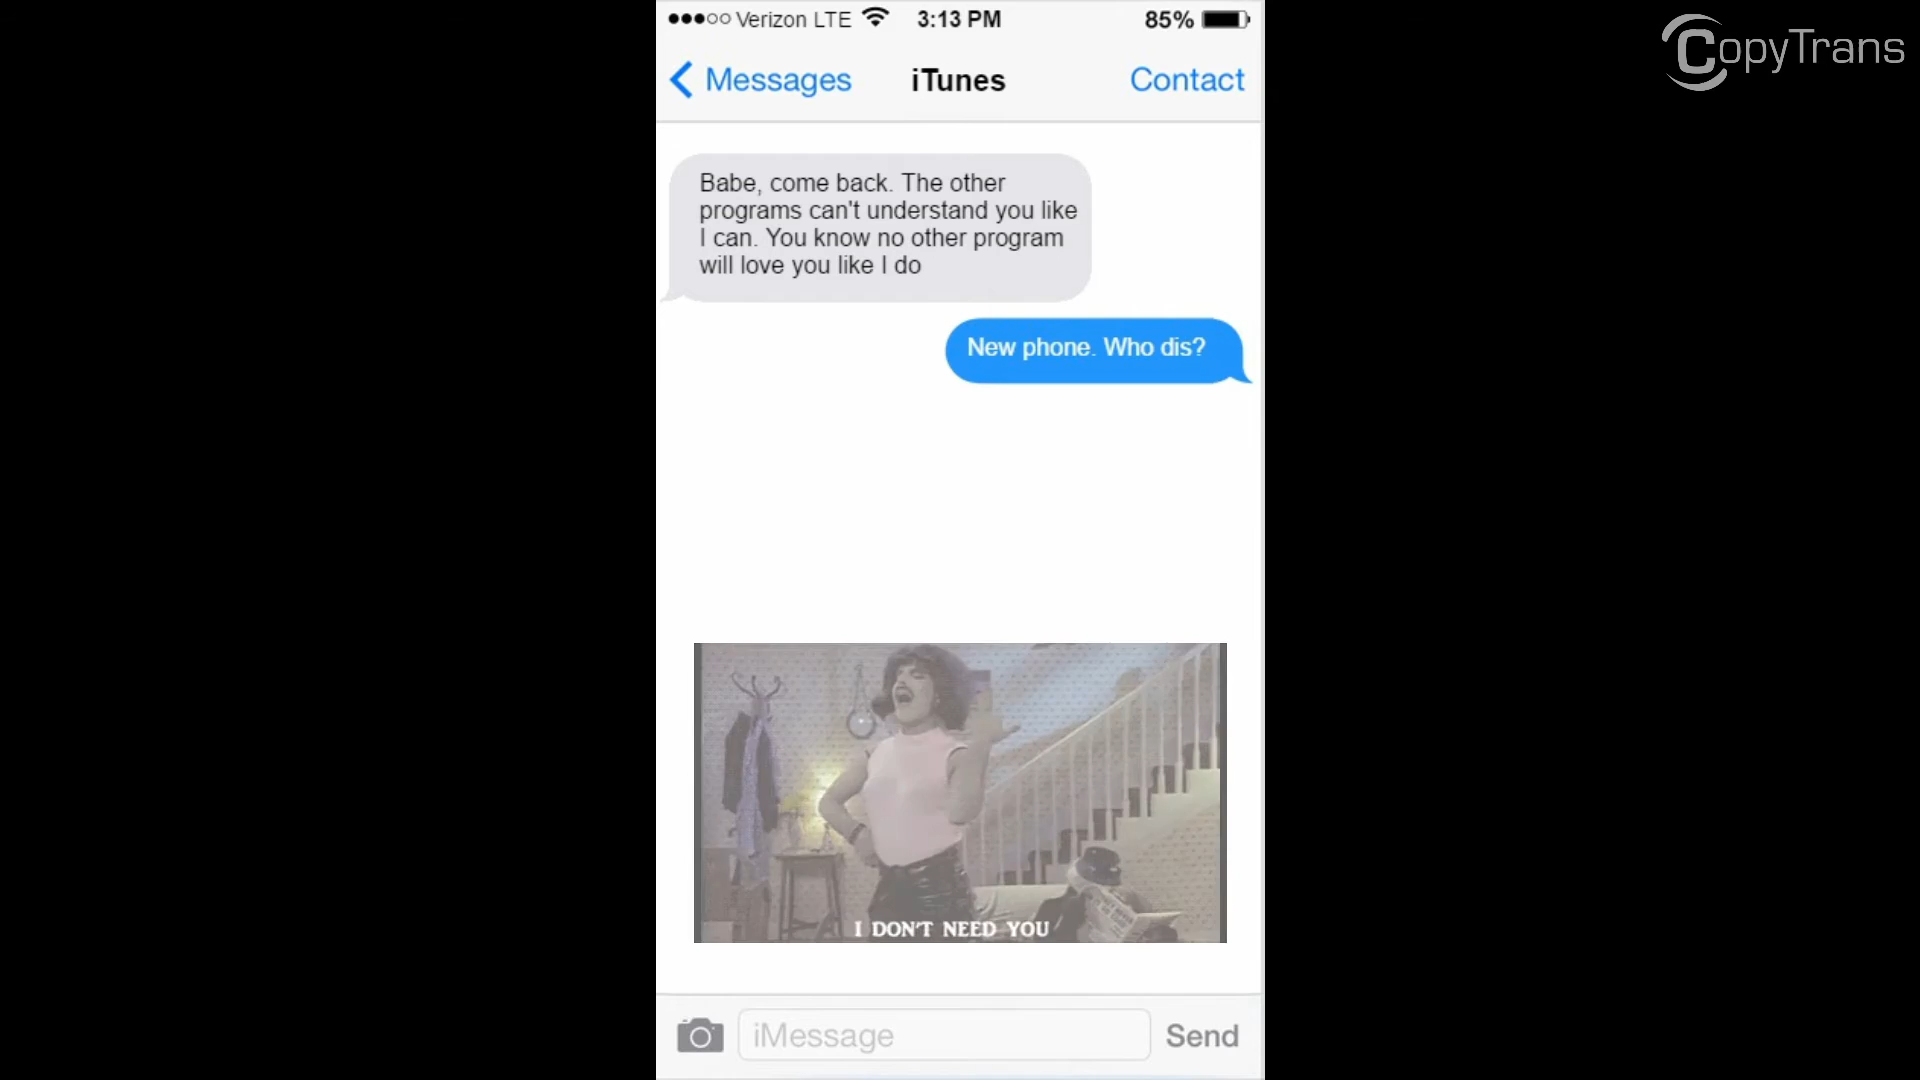 Verizon LTE 3:13 PM 85%
CopyTrans
Messages iTunes Contact
Babe, come back. The other
programs can't understand you like
I can. You know no other program
will love you like I do
New phone. Who dis?
I DON'T NEED YOU
iMessage Send